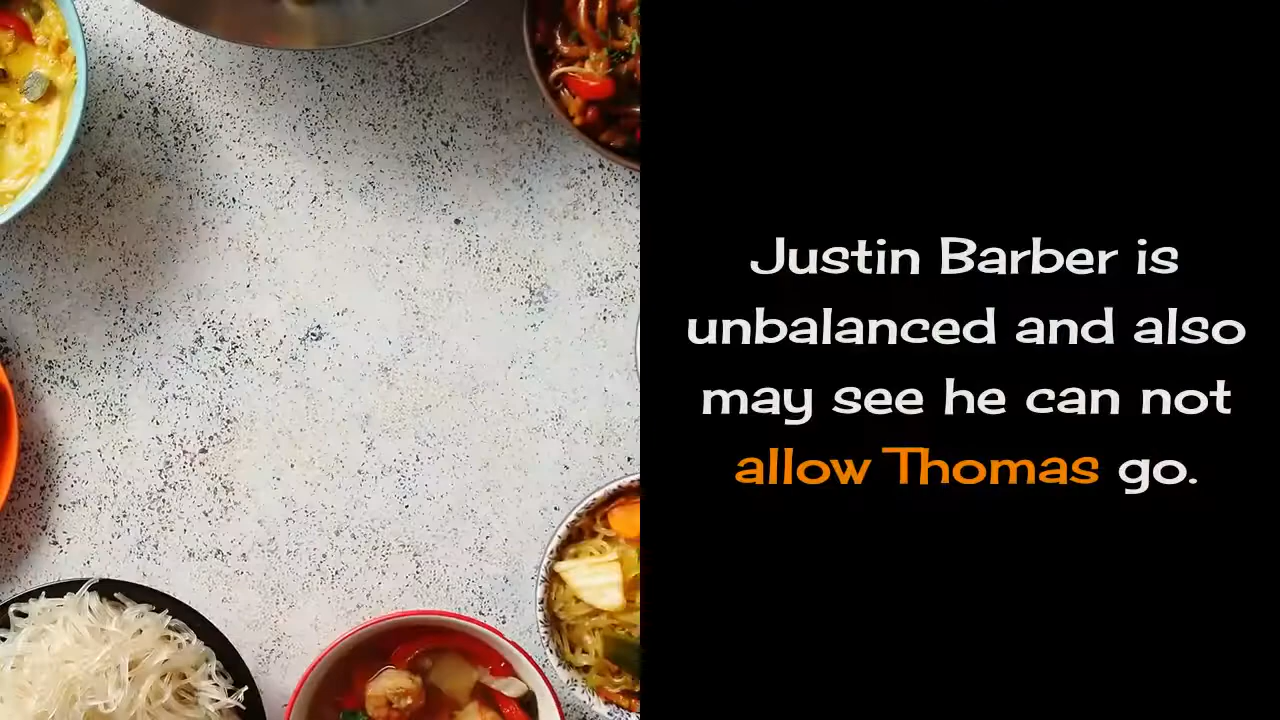 Justin Barber is
unbalanced and also
may see he can not
allow Thomas go.